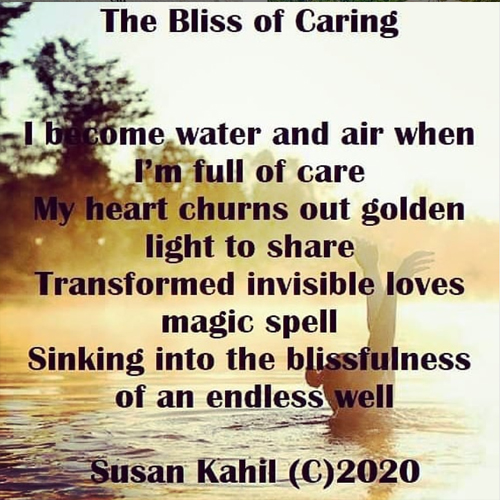 The Bliss of Caring
I become water and air when
I'm full of care
My heart churns out golden
light to share
Transformed invisible loves
magic spell
Sinking into the blissfulness
of an endless well
Susan Kahil (C)2020